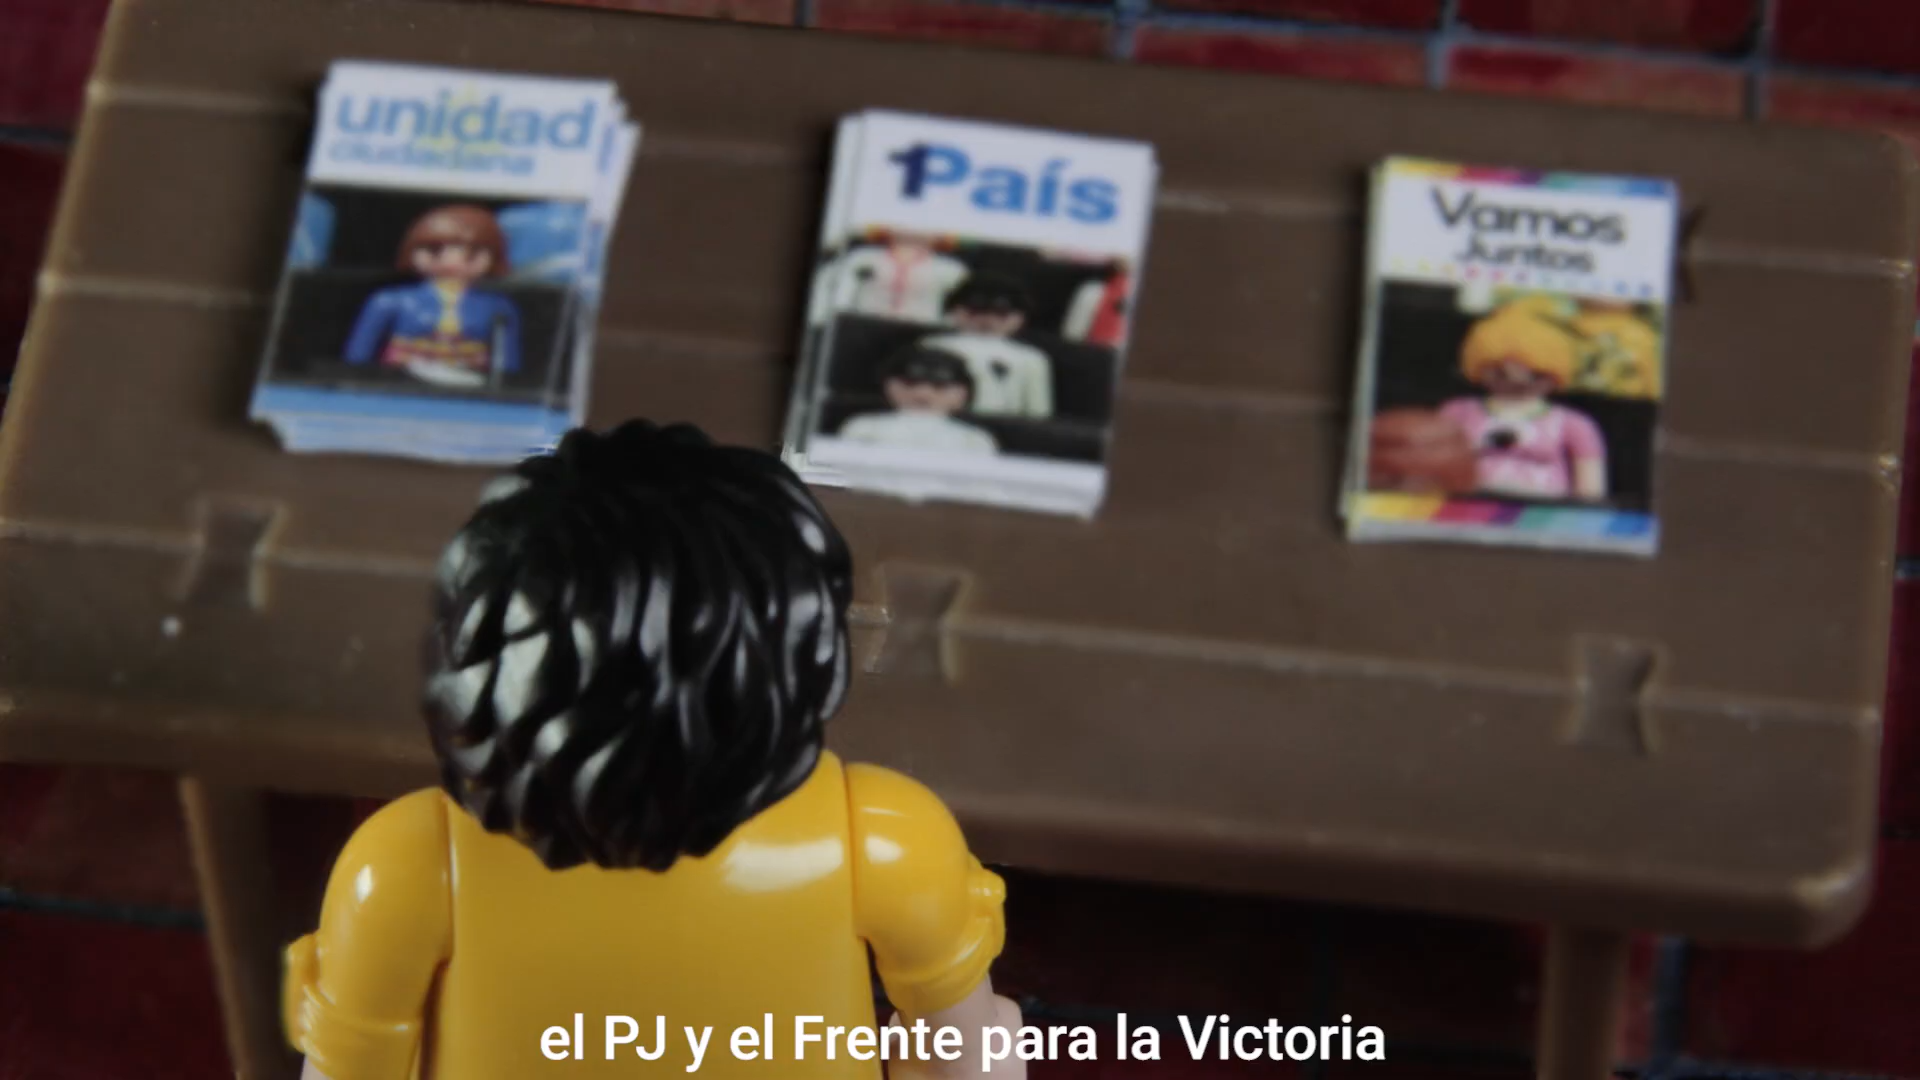 unidad
ciudadana
1País
Vamos
Juntos
el PJ y el Frente para la Victoria